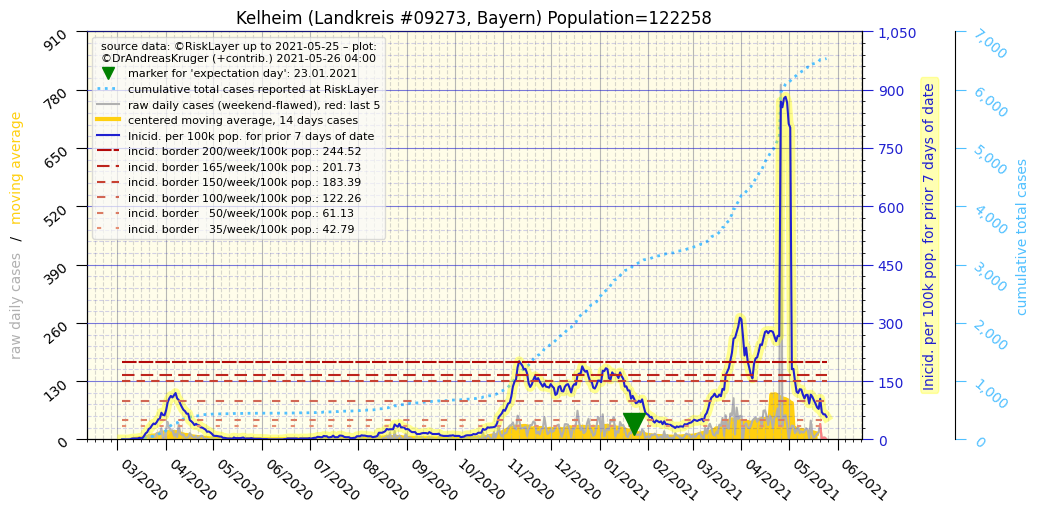 Kelheim (Landkreis #09273, Bayern) Population=122258
source data: ©RiskLayer up to 2021-05-25 – plot:
©DrAndreasKruger (+contrib.) 2021-05-26 04:00
marker for 'expectation day': 23.01.2021
cumulative total cases reported at RiskLayer
raw daily cases (weekend-flawed), red: last 5
centered moving average, 14 days cases
Inicid. per 100k pop. for prior 7 days of date
incid. border 200/week/100k pop.: 244.52
incid. border 165/week/100k pop.: 201.73
incid. border 150/week/100k pop.: 183.39
incid. border 100/week/100k pop.: 122.26
incid. border   50/week/100k pop.: 61.13
incid. border   35/week/100k pop.: 42.79
raw daily cases / moving average
910
780
650
520
390
260
130
0
1,050
900
750
600
450
300
150
0
Inicid. per 100k pop. for prior 7 days of date
7,000
6,000
5,000
4,000
3,000
2,000
1,000
0
cumulative total cases
03/2020
04/2020
05/2020
06/2020
07/2020
08/2020
09/2020
10/2020
11/2020
12/2020
01/2021
02/2021
03/2021
04/2021
05/2021
06/2021